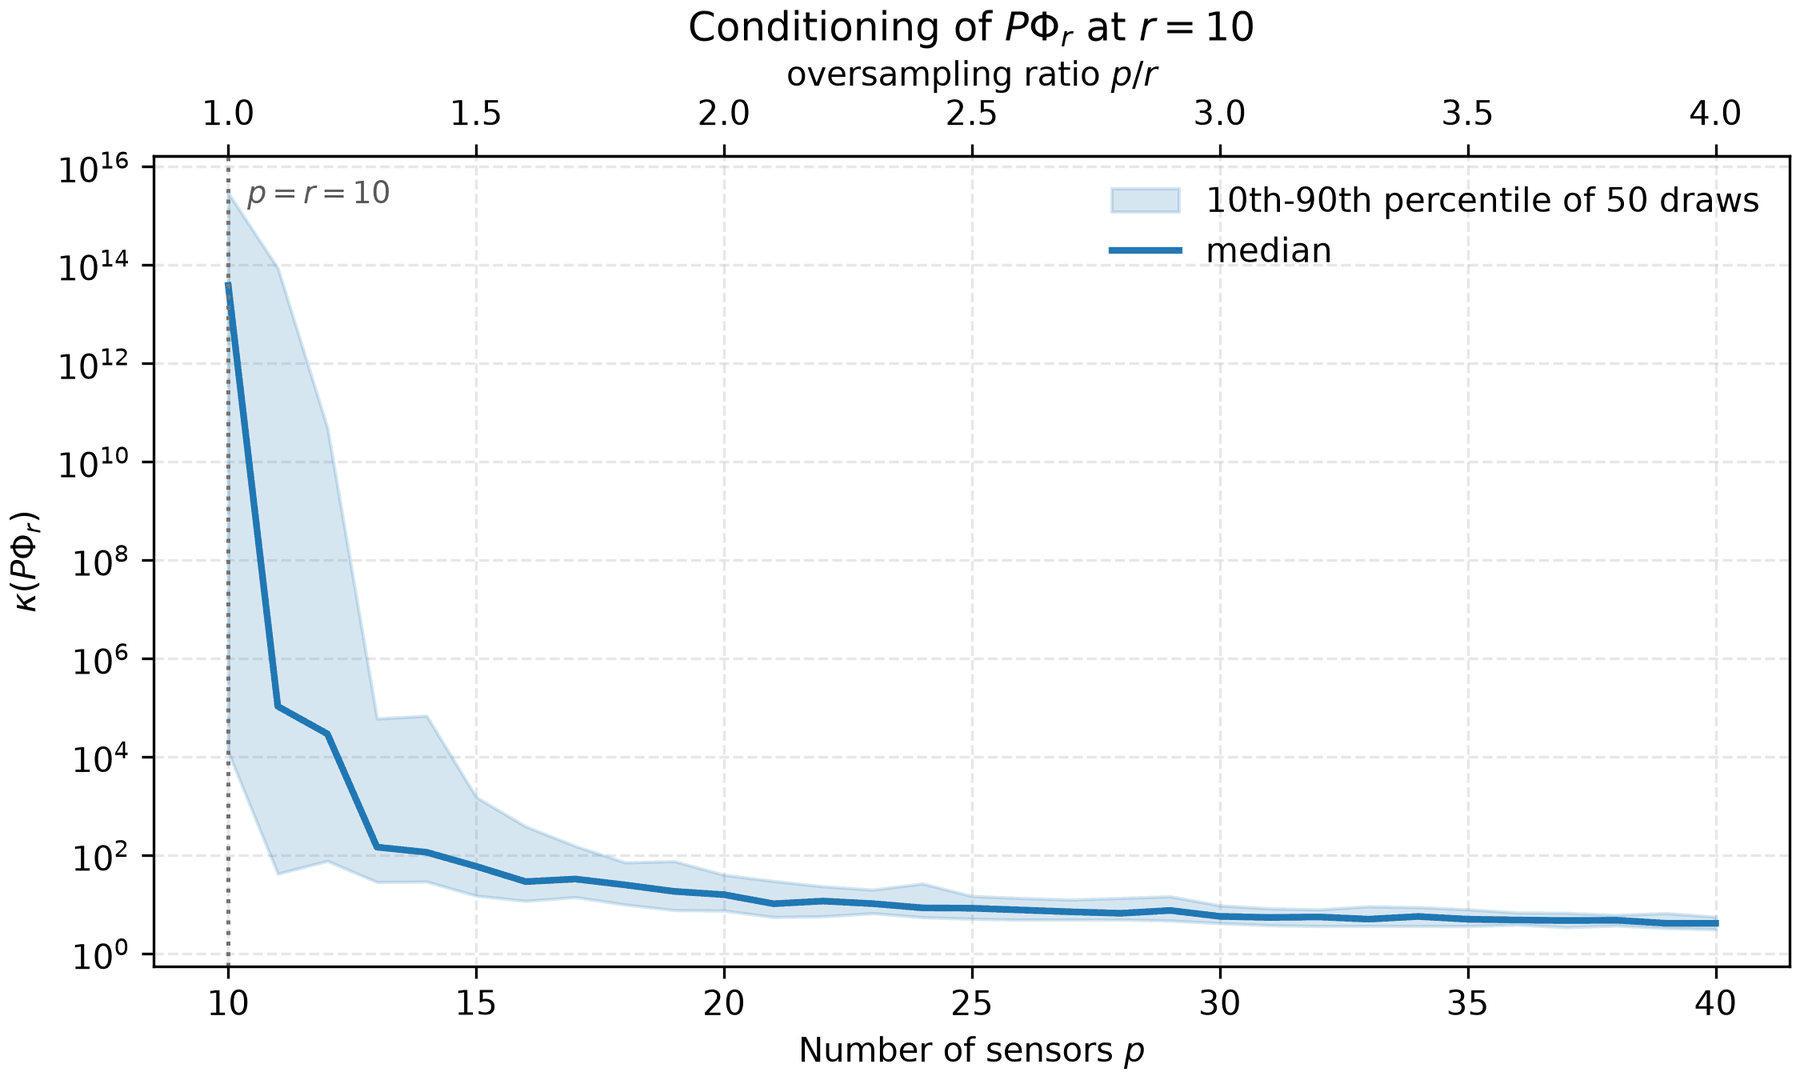 Conditioning of PΦ_r at r = 10
oversampling ratio p/r
1.0 1.5 2.0 2.5 3.0 3.5 4.0
10^16
10^14
10^12
10^10
10^8
10^6
10^4
10^2
10^0
κ(PΦ_r)
p = r = 10
10th-90th percentile of 50 draws
median
10 15 20 25 30 35 40
Number of sensors p